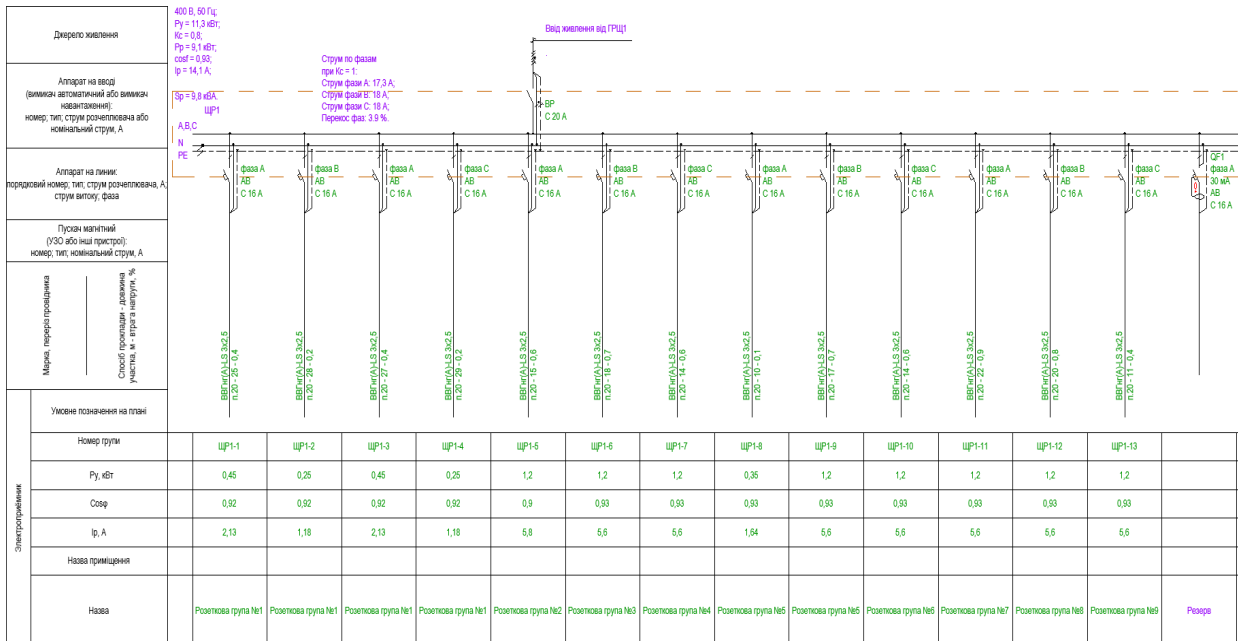 400 В, 50 Гц;
Ру = 11,3 кВт;
Кс = 0,8;
Рр = 9,1 кВт;
cosf = 0,93;
Ip = 14,1 А;
Sp = 9,8 кВА
ЩР1
A,B,C
N
PE
Струм по фазам
при Кс = 1:
Струм фази А: 17,3 А;
Струм фази В: 18 А;
Струм фази С: 18 А;
Перекос фаз: 3.9 %.
Ввід живлення від ГРЩ1
ВР
С 20 А
Джерело живлення
Аппарат на вводі
(вимикач автоматичний або вимикач
навантаження):
номер; тип; струм розчеплювача або
номінальний струм, А
Аппарат на линии:
порядковий номер; тип; струм розчеплювача, А;
струм витоку; фаза
фаза А
АВ
С 16 А
фаза В
АВ
С 16 А
фаза А
АВ
С 16 А
фаза С
АВ
С 16 А
фаза А
АВ
С 16 А
фаза В
АВ
С 16 А
фаза С
АВ
С 16 А
фаза А
АВ
С 16 А
фаза В
АВ
С 16 А
фаза С
АВ
С 16 А
фаза А
АВ
С 16 А
фаза В
АВ
С 16 А
фаза С
АВ
С 16 А
QF1
фаза А
30 мА
АВ
С 16 А
Пускач магнітний
(УЗО або інші пристрої):
номер; тип; номінальний струм, А
Марка, переріз провідника
Спосіб прокладки - довжина
участка, м - втрата напруги, %
ВВГнг(А)-LS 3х2,5
п.20 - 25 - 0,4
ВВГнг(А)-LS 3х2,5
п.20 - 28 - 0,2
ВВГнг(А)-LS 3х2,5
п.20 - 27 - 0,4
ВВГнг(А)-LS 3х2,5
п.20 - 29 - 0,2
ВВГнг(А)-LS 3х2,5
п.20 - 15 - 0,6
ВВГнг(А)-LS 3х2,5
п.20 - 18 - 0,7
ВВГнг(А)-LS 3х2,5
п.20 - 14 - 0,6
ВВГнг(А)-LS 3х2,5
п.20 - 10 - 0,1
ВВГнг(А)-LS 3х2,5
п.20 - 17 - 0,7
ВВГнг(А)-LS 3х2,5
п.20 - 14 - 0,6
ВВГнг(А)-LS 3х2,5
п.20 - 22 - 0,9
ВВГнг(А)-LS 3х2,5
п.20 - 20 - 0,8
ВВГнг(А)-LS 3х2,5
п.20 - 11 - 0,4
Электроприёмник
Умовне позначення на плані
Номер групи ЩР1-1 ЩР1-2 ЩР1-3 ЩР1-4 ЩР1-5 ЩР1-6 ЩР1-7 ЩР1-8 ЩР1-9 ЩР1-10 ЩР1-11 ЩР1-12 ЩР1-13
Ру, кВт 0,45 0,25 0,45 0,25 1,2 1,2 1,2 0,35 1,2 1,2 1,2 1,2 1,2
Cosφ 0,92 0,92 0,92 0,92 0,9 0,93 0,93 0,93 0,93 0,93 0,93 0,93 0,93
Iр, А 2,13 1,18 2,13 1,18 5,8 5,6 5,6 1,64 5,6 5,6 5,6 5,6 5,6
Назва приміщення
Назва Розеткова група №1 Розеткова група №1 Розеткова група №1 Розеткова група №1 Розеткова група №2 Розеткова група №3 Розеткова група №4 Розеткова група №5 Розеткова група №5 Розеткова група №6 Розеткова група №7 Розеткова група №8 Розеткова група №9 Резерв